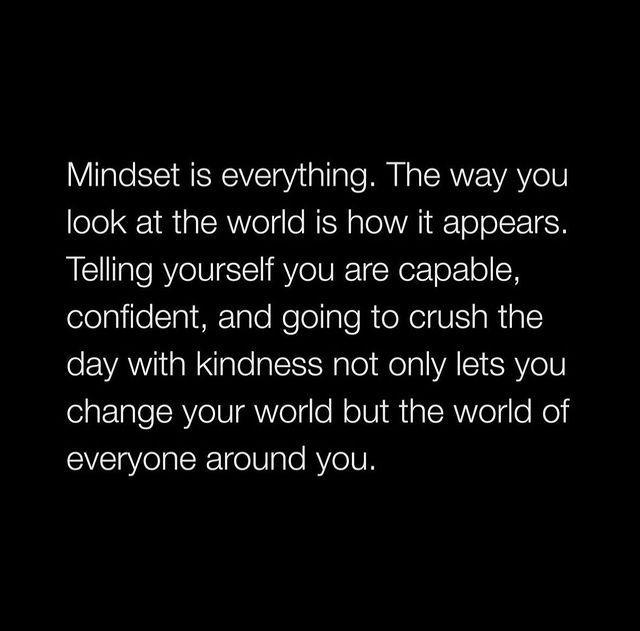 Mindset is everything. The way you
look at the world is how it appears.
Telling yourself you are capable,
confident, and going to crush the
day with kindness not only lets you
change your world but the world of
everyone around you.